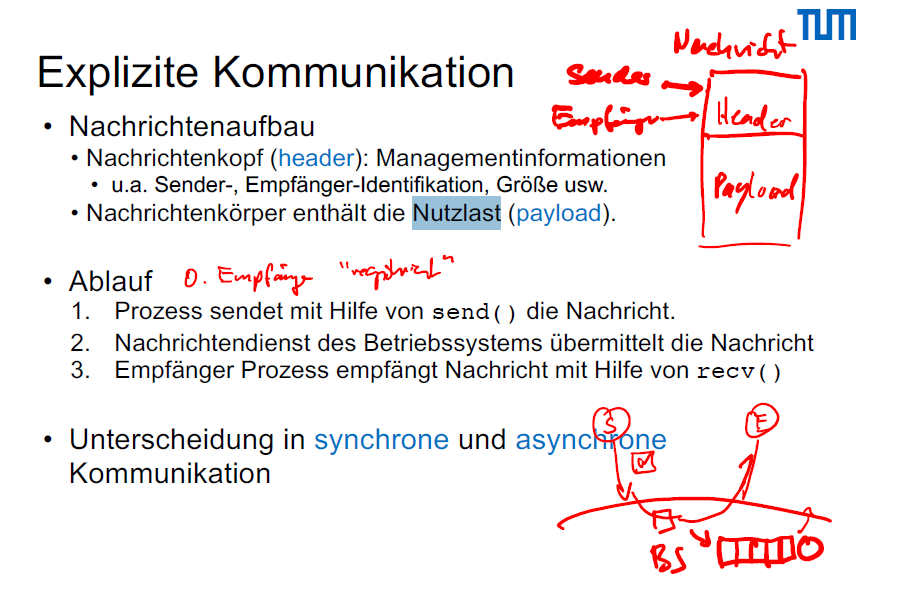 TUM
Nachricht
Explizite Kommunikation
Sender
Empfänger
Header
Payload
• Nachrichtenaufbau
• Nachrichtenkopf (header): Managementinformationen
• u.a. Sender-, Empfänger-Identifikation, Größe usw.
• Nachrichtenkörper enthält die Nutzlast (payload).
• Ablauf
0. Empfänger "registriert"
1. Prozess sendet mit Hilfe von send() die Nachricht.
2. Nachrichtendienst des Betriebssystems übermittelt die Nachricht
3. Empfänger Prozess empfängt Nachricht mit Hilfe von recv()
S
E
• Unterscheidung in synchrone und asynchrone
Kommunikation
BS